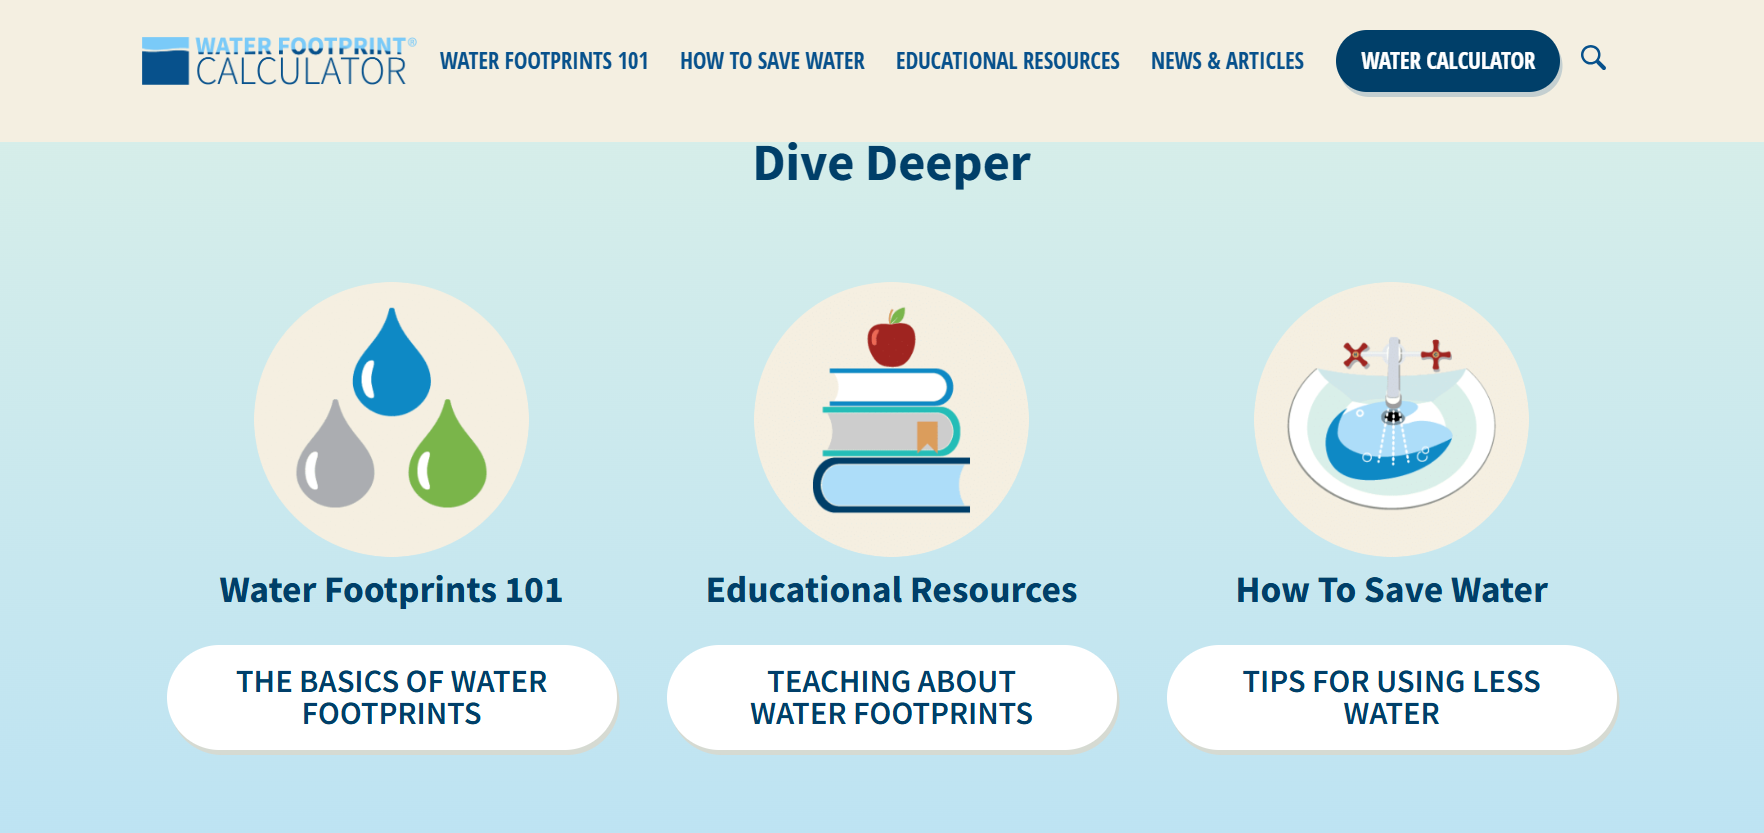 WATER FOOTPRINT®
CALCULATOR
WATER FOOTPRINTS 101
HOW TO SAVE WATER
EDUCATIONAL RESOURCES
NEWS & ARTICLES
WATER CALCULATOR
Dive Deeper
Water Footprints 101
THE BASICS OF WATER
FOOTPRINTS
Educational Resources
TEACHING ABOUT
WATER FOOTPRINTS
How To Save Water
TIPS FOR USING LESS
WATER